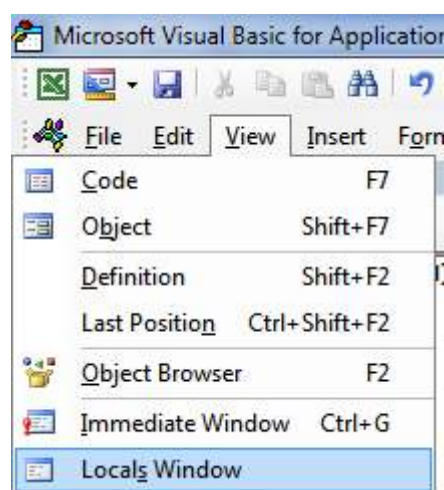 Microsoft Visual Basic for Application
File Edit View Insert Form
Code F7
Object Shift+F7
Definition Shift+F2
Last Position Ctrl+Shift+F2
Object Browser F2
Immediate Window Ctrl+G
Locals Window